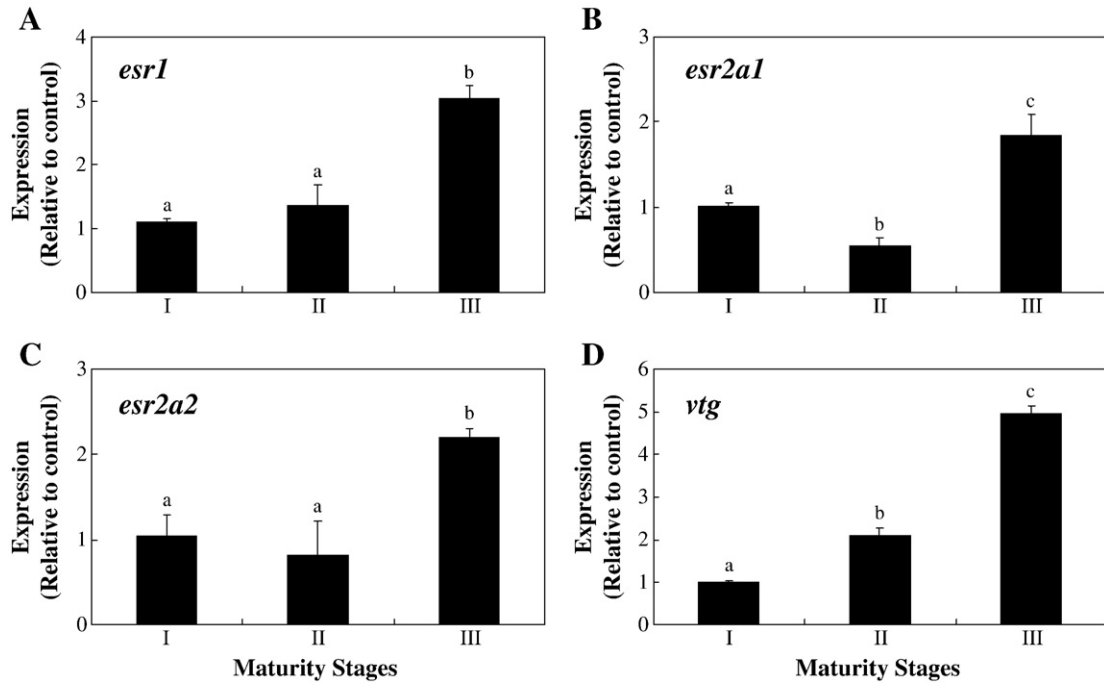 A
esr1
Expression
(Relative to control)
4
3
2
1
0
a
a
b
I
II
III
B
esr2a1
Expression
(Relative to control)
3
2
1
0
a
b
c
I
II
III
C
esr2a2
Expression
(Relative to control)
3
2
1
0
a
a
b
I
II
III
Maturity Stages
D
vtg
Expression
(Relative to control)
6
5
4
3
2
1
0
a
b
c
I
II
III
Maturity Stages